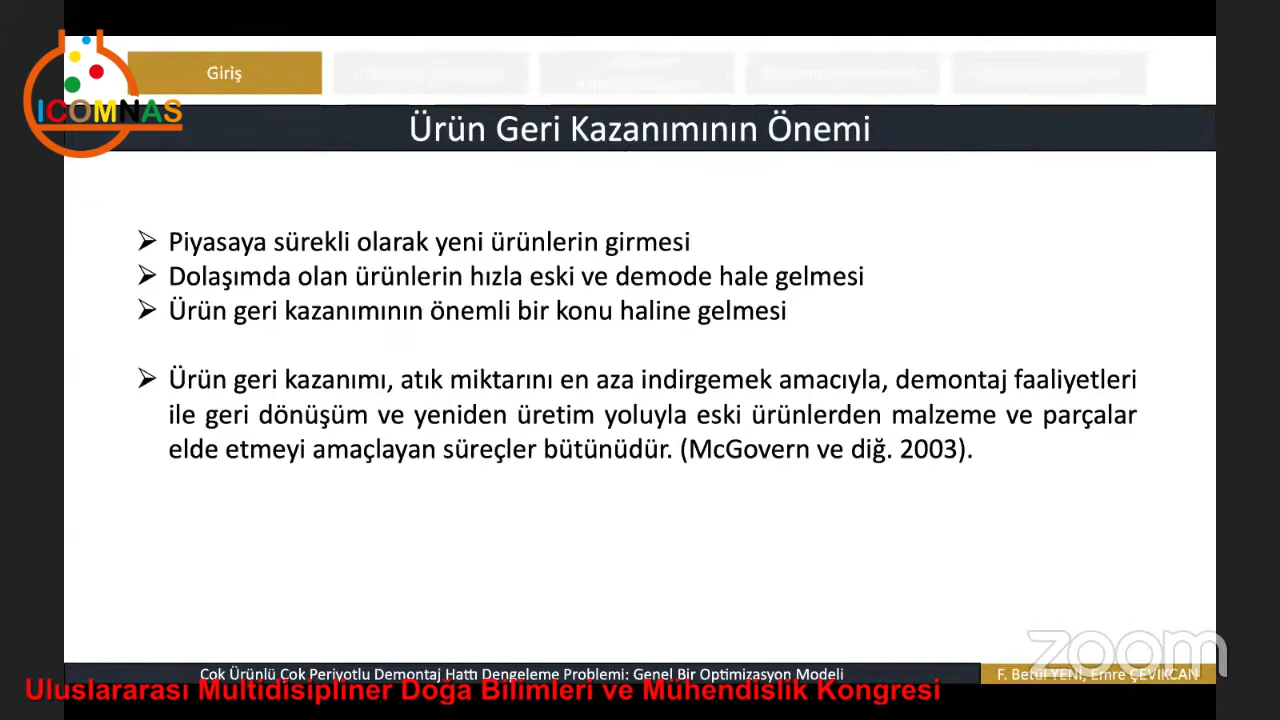 Giriş
ICOMNAS
Ürün Geri Kazanımının Önemi
➢ Piyasaya sürekli olarak yeni ürünlerin girmesi
➢ Dolaşımda olan ürünlerin hızla eski ve demode hale gelmesi
➢ Ürün geri kazanımının önemli bir konu haline gelmesi
➢ Ürün geri kazanımı, atık miktarını en aza indirgemek amacıyla, demontaj faaliyetleri
ile geri dönüşüm ve yeniden üretim yoluyla eski ürünlerden malzeme ve parçalar
elde etmeyi amaçlayan süreçler bütünüdür. (McGovern ve diğ. 2003).
zoom
Çok Ürünlü Çok Periyotlu Demontaj Hattı Dengeleme Problemi: Genel Bir Optimizasyon Modeli
F. Betül YENİ, Emre ÇEVİKCAN
Uluslararası Multidisipliner Doğa Bilimleri ve Mühendislik Kongresi